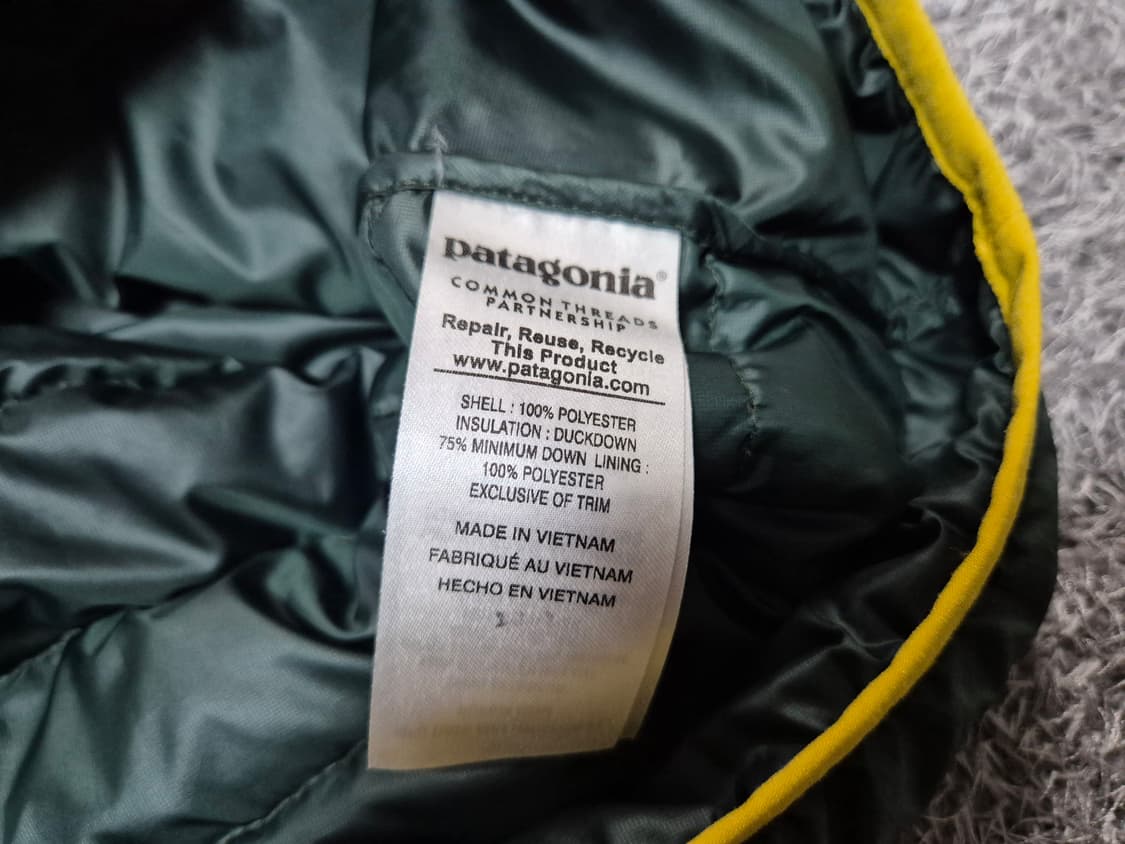 patagonia®
COMMON THREADS
PARTNERSHIP
Repair, Reuse, Recycle
This Product
www.patagonia.com
SHELL : 100% POLYESTER
INSULATION : DUCKDOWN
75% MINIMUM DOWN LINING :
100% POLYESTER
EXCLUSIVE OF TRIM
MADE IN VIETNAM
FABRIQUÉ AU VIETNAM
HECHO EN VIETNAM